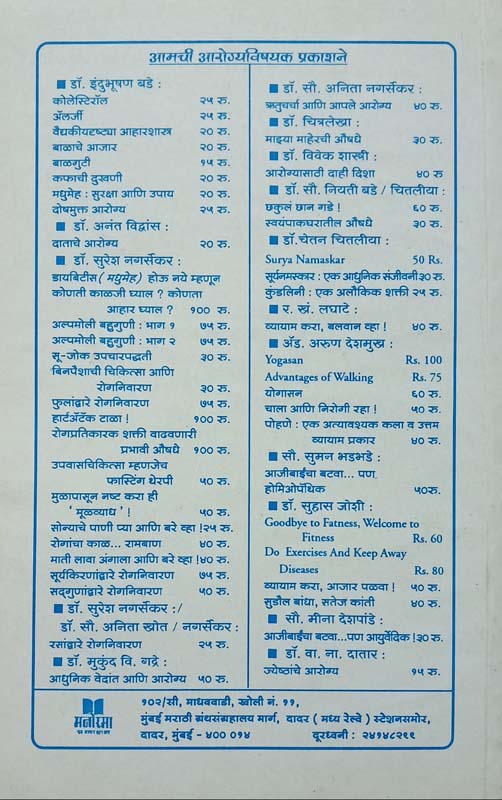 आमची आरोग्यविषयक प्रकाशने
■ डॉ. इंदुभूषण बडे :
कोलेस्टिरॉल २५ रु.
ॲलर्जी २५ रु.
वैद्यकीयदृष्ट्या आहारशास्त्र २० रु.
बाळाचे आजार २० रु.
बाळगुटी १५ रु.
कफाची दुखणी २० रु.
मधुमेह : सुरक्षा आणि उपाय २० रु.
दोषमुक्त आरोग्य २५ रु.
■ डॉ. अनंत विद्वांस :
दाताचे आरोग्य २० रु.
■ डॉ. सुरेश नगर्सेकर :
डायबिटीस ( मधुमेह ) होऊ नये म्हणून
कोणती काळजी घ्याल ? कोणता
आहार घ्याल ? १०० रु.
अल्पमोली बहुगुणी : भाग १ ७५ रु.
अल्पमोली बहुगुणी : भाग २ ७५ रु.
सू-जोक उपचारपद्धती ३० रु.
बिनपैशाची चिकित्सा आणि
रोगनिवारण ३० रु.
फुलांद्वारे रोगनिवारण ७५ रु.
हार्टॲटॅक टाळा ! १०० रु.
रोगप्रतिकारक शक्ती वाढवणारी
प्रभावी औषधे १०० रु.
उपवासचिकित्सा म्हणजेच
फास्टिंग थेरपी ५० रु.
मुळापासून नष्ट करा ही
' मूळव्याध ' ! ५० रु.
सोन्याचे पाणी प्या आणि बरे व्हा !२५ रु.
रोगांचा काळ... रामबाण ४० रु.
माती लावा अंगाला आणि बरे व्हा !४० रु.
सूर्यकिरणांद्वारे रोगनिवारण ७५ रु.
सद्‌गुणांद्वारे रोगनिवारण ५० रु.
■ डॉ. सुरेश नगर्सेकर :/
डॉ. सौ. अनिता स्रोत / नगर्सेकर :
रसांद्वारे रोगनिवारण २५ रु.
■ डॉ. मुकुंद वि. गद्रे :
आधुनिक वेदांत आणि आरोग्य ५० रु.
■ डॉ. सौ. अनिता नगर्सेकर :
ऋतुचर्चा आणि आपले आरोग्य ४० रु.
■ डॉ. चित्रलेखा :
माझ्या माहेरची औषधे ३० रु.
■ डॉ. विवेक शास्त्री :
आरोग्यासाठी दाही दिशा ४० रु
■ डॉ. सौ. नियती बडे / चितलीया :
छकुलं छान गडे ! ६० रु.
स्वयंपाकघरातील औषधे ३० रु.
■ डॉ.चेतन चितलीया :
Surya Namaskar 50 Rs.
सूर्यनमस्कार : एक आधुनिक संजीवनी३० रु.
कुंडलिनी : एक अलौकिक शक्ती २५ रु.
■ र. खं. लघाटे :
व्यायाम करा, बलवान व्हा ! ४० रु.
■ ॲड. अरुण देशमुख :
Yogasan Rs. 100
Advantages of Walking Rs. 75
योगासन ६० रु.
चाला आणि निरोगी रहा ! ५० रु.
पोहणे : एक अत्यावश्यक कला व उत्तम
व्यायाम प्रकार ४० रु.
■ सौ. सुमन भडभडे :
आजीबाईंचा बटवा... पण
होमिओपॅथिक ५०रु.
■ डॉ. सुहास जोशी :
Goodbye to Fatness, Welcome to
Fitness Rs. 60
Do Exercises And Keep Away
Diseases Rs. 80
व्यायाम करा, आजार पळवा ! ५० रु.
सुडौल बांधा, सतेज कांती ४० रु.
■ सौ. मीना देशपांडे :
आजीबाईंचा बटवा...पण आयुर्वेदिक !३० रु.
■ डॉ. वा. ना. दातार :
ज्येष्ठांचे आरोग्य १५ रु.
मनोरमा
प्रकाशन
१०२/सी, माधववाडी, खोली नं. ११,
मुंबई मराठी ग्रंथसंग्रहालय मार्ग, दादर ( मध्य रेल्वे ) स्टेशनसमोर,
दादर, मुंबई - ४०० ०१४ दूरध्वनी : २४१४८२९९